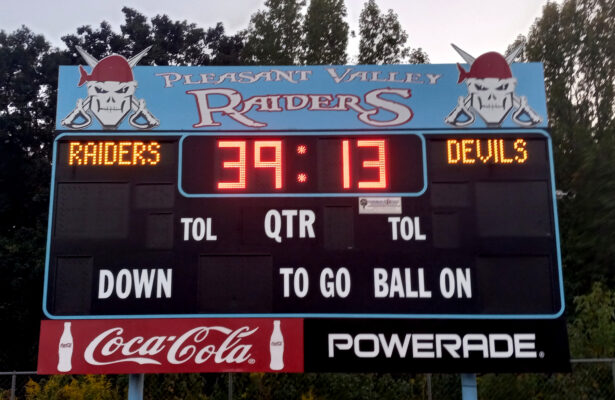 Pleasant Valley
Raiders
RAIDERS 39:13 DEVILS
TOL QTR TOL
DOWN TO GO BALL ON
Coca-Cola POWERADE